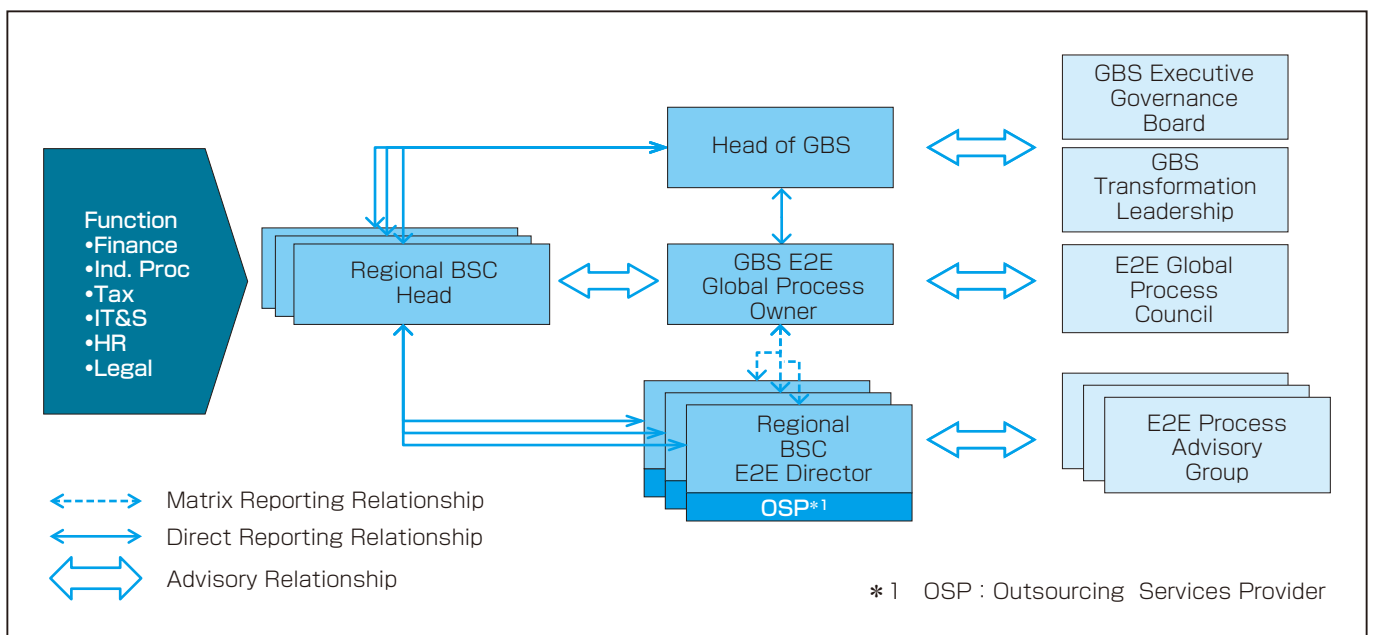 Function
•Finance
•Ind. Proc
•Tax
•IT&S
•HR
•Legal
Regional BSC
Head
Head of GBS
GBS E2E
Global Process
Owner
Regional
BSC
E2E Director
OSP*1
GBS Executive
Governance
Board
GBS
Transformation
Leadership
E2E Global
Process
Council
E2E Process
Advisory
Group
Matrix Reporting Relationship
Direct Reporting Relationship
Advisory Relationship
*1 OSP : Outsourcing Services Provider